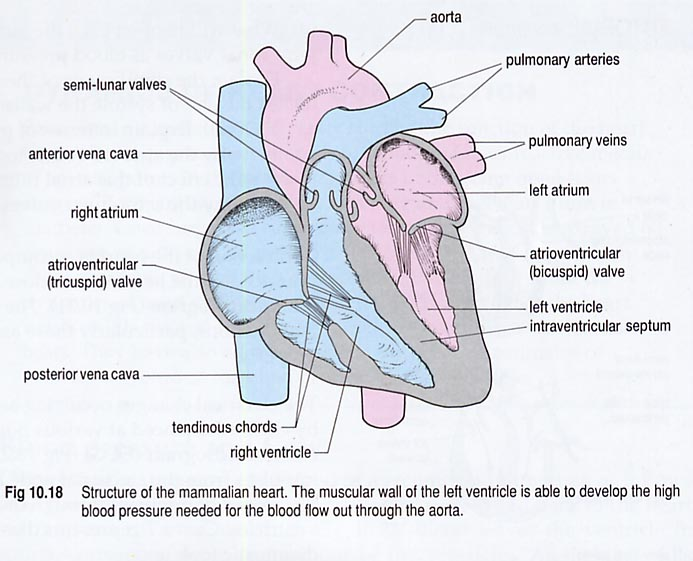 aorta
pulmonary arteries
semi-lunar valves
pulmonary veins
anterior vena cava
left atrium
right atrium
atrioventricular
(bicuspid) valve
atrioventricular
(tricuspid) valve
left ventricle
intraventricular septum
posterior vena cava
tendinous chords
right ventricle
Fig 10.18 Structure of the mammalian heart. The muscular wall of the left ventricle is able to develop the high
blood pressure needed for the blood flow out through the aorta.